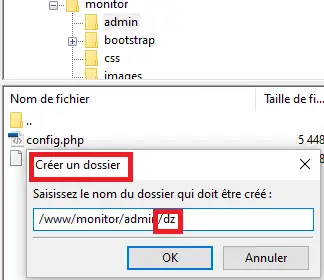 monitor
admin
bootstrap
css
images
Nom de fichier
Taille de fi...
..
config.php
5 448
Créer un dossier
Saisissez le nom du dossier qui doit être créé :
/www/monitor/admin/dz
OK
Annuler